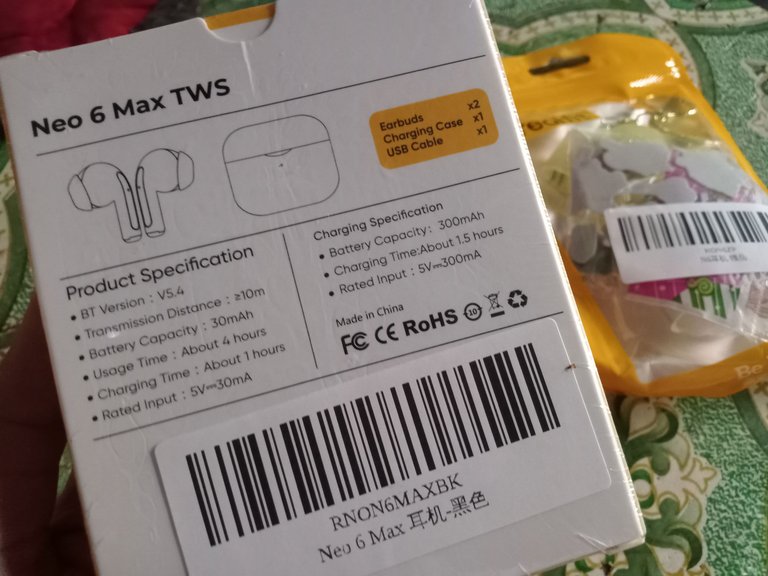 Neo 6 Max TWS
Earbuds x2
Charging Case x1
USB Cable x1
Product Specification
• BT Version : V5.4
• Transmission Distance : ≥10m
• Battery Capacity : 30mAh
• Usage Time : About 4 hours
• Charging Time : About 1 hours
• Rated Input : 5V⎓30mA
Charging Specification
• Battery Capacity: 300mAh
• Charging Time:About 1.5 hours
• Rated Input : 5V⎓300mA
Made in China
FC CE RoHS 10
RNON6MAXBK
Neo 6 Max 耳机-黑色
Be